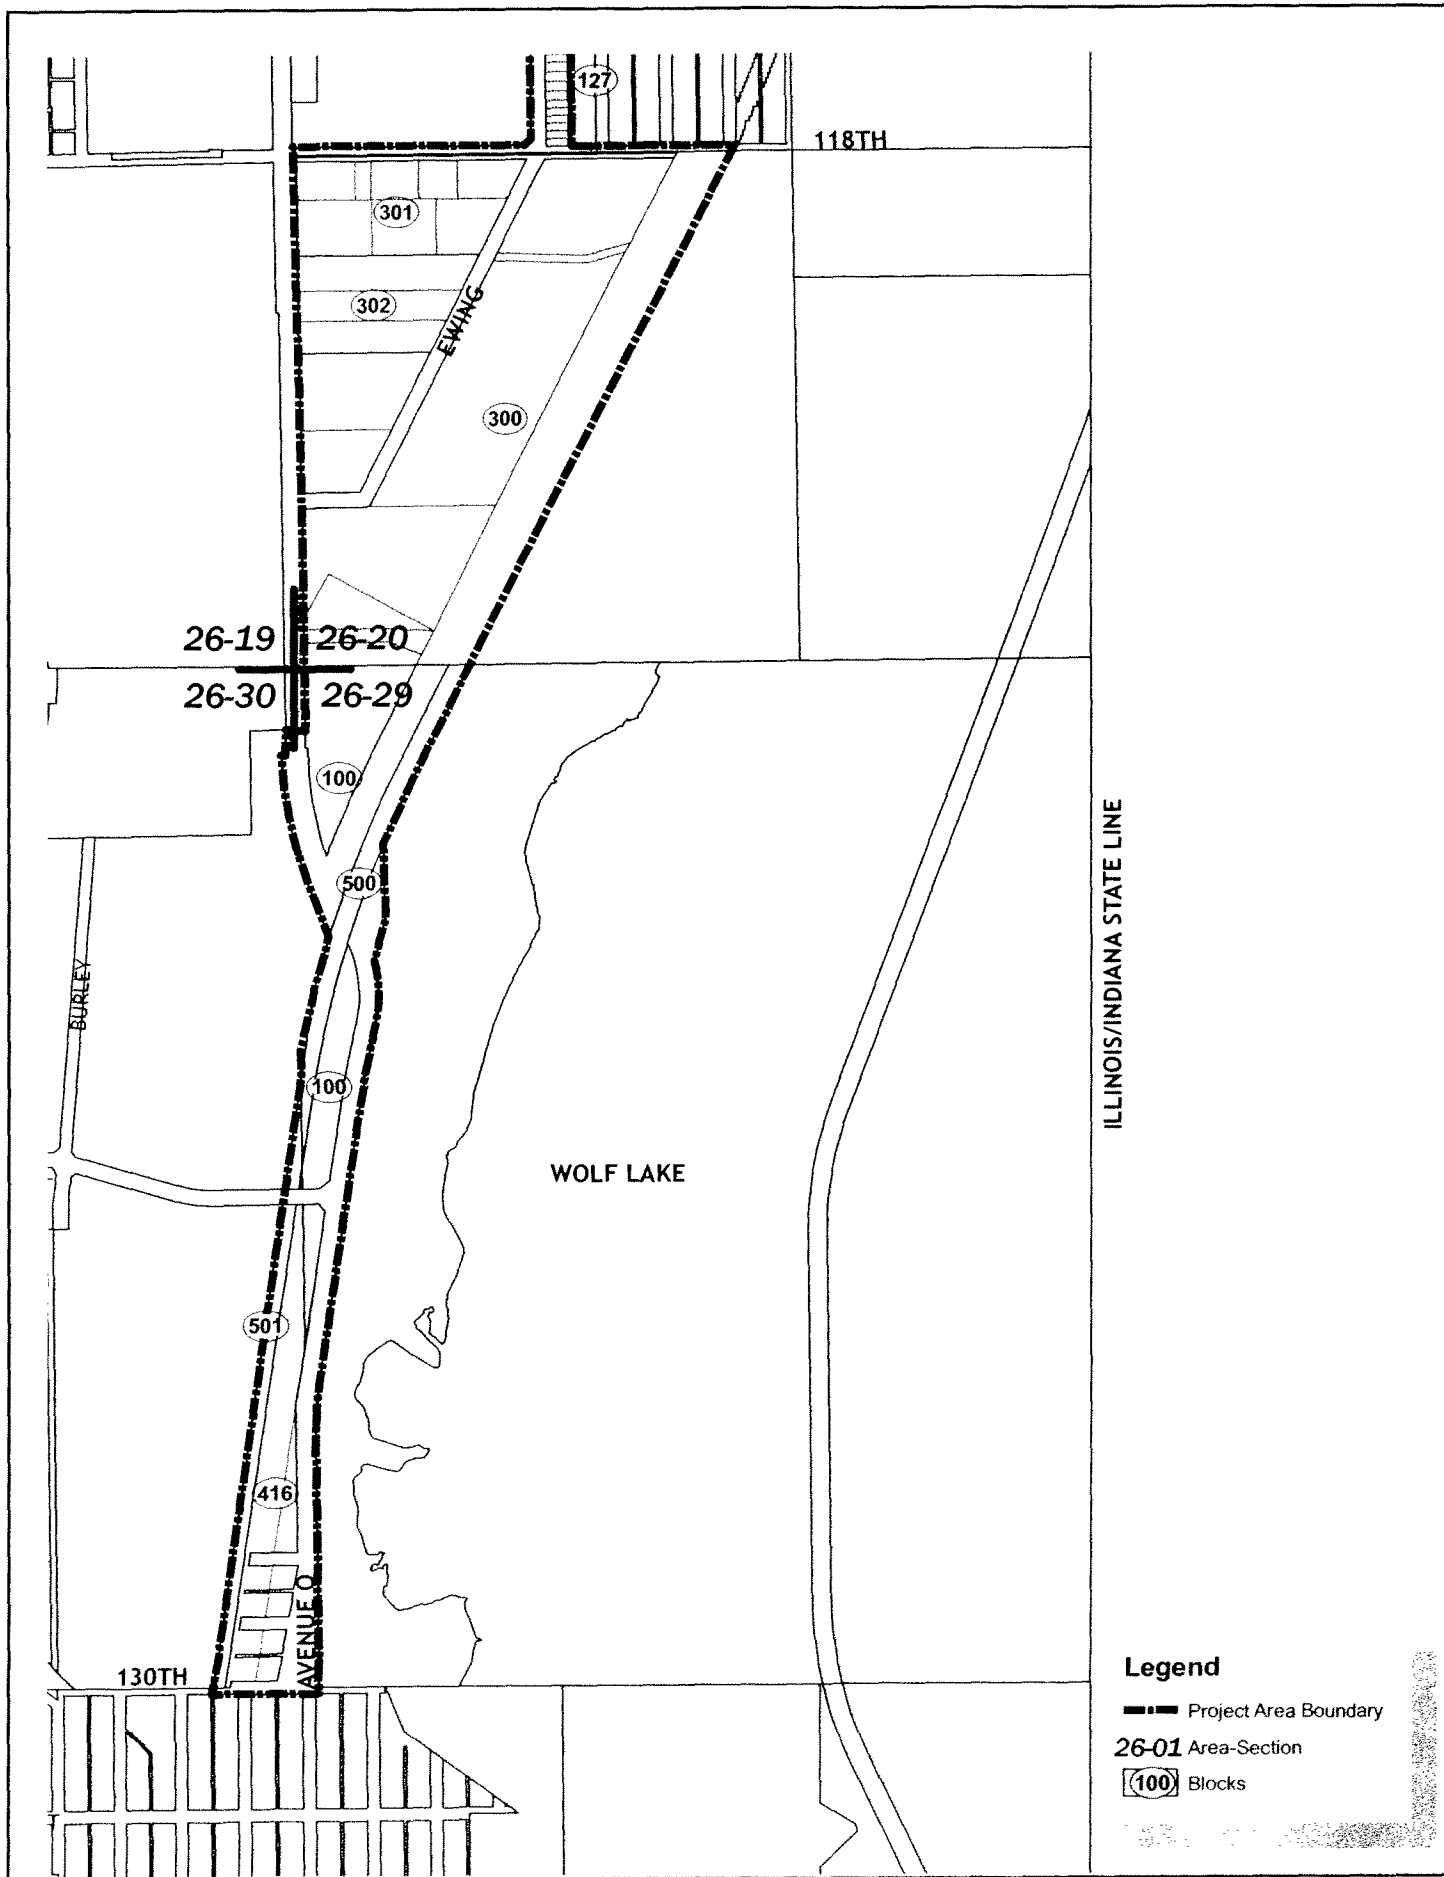 127
118TH
301
302
EWING
300
26-19
26-20
26-30
26-29
100
500
BURLEY
100
ILLINOIS/INDIANA STATE LINE
WOLF LAKE
501
416
AVENUE O
130TH
Legend
Project Area Boundary
26-01 Area-Section
100 Blocks